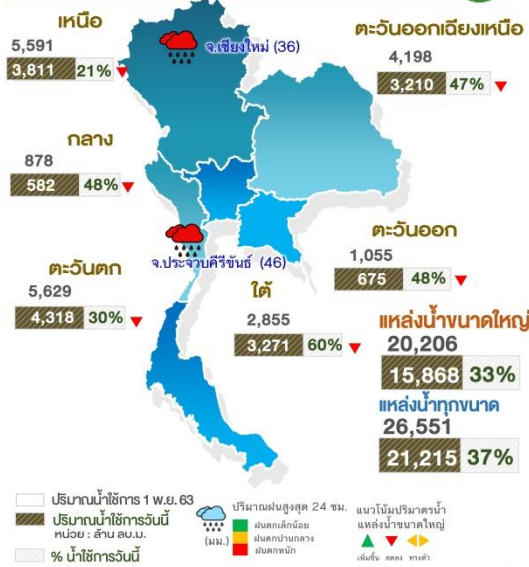 เหนือ
5,591
3,811 21%
จ.เชียงใหม่ (36)
ตะวันออกเฉียงเหนือ
4,198
3,210 47%
กลาง
878
582 48%
ตะวันตก
5,629
4,318 30%
จ.ประจวบคีรีขันธ์ (46)
ใต้
2,855
3,271 60%
ตะวันออก
1,055
675 48%
แหล่งน้ำขนาดใหญ่
20,206
15,868 33%
แหล่งน้ำทุกขนาด
26,551
21,215 37%
ปริมาณน้ำใช้การ 1 พ.ย. 63
ปริมาณน้ำใช้การวันนี้
หน่วย : ล้าน ลบ.ม.
% น้ำใช้การวันนี้
ปริมาณฝนสูงสุด 24 ชม.
(มม.)
ฝนตกเล็กน้อย
ฝนตกปานกลาง
ฝนตกหนัก
แนวโน้มปริมาตรน้ำ
แหล่งน้ำขนาดใหญ่
เพิ่มขึ้น ลดลง ทรงตัว